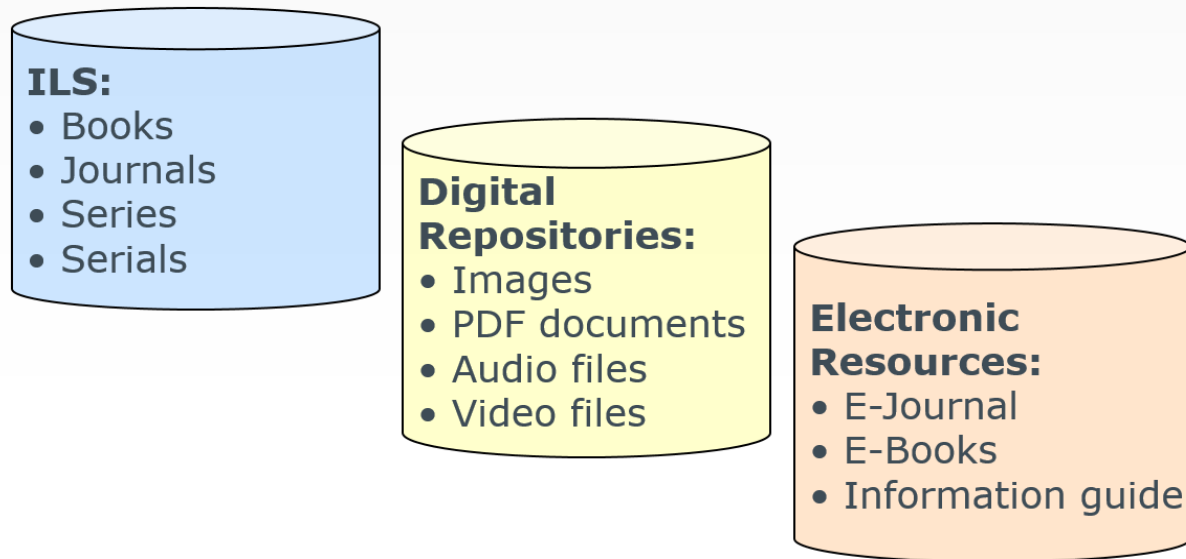 ILS:
• Books
• Journals
• Series
• Serials
Digital
Repositories:
• Images
• PDF documents
• Audio files
• Video files
Electronic
Resources:
• E-Journal
• E-Books
• Information guide